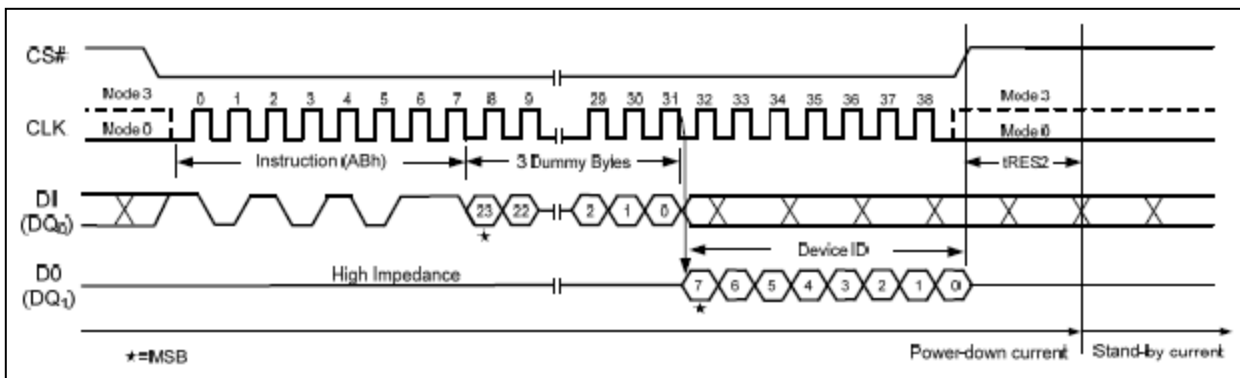 CS#
Mode 3 0 1 2 3 4 5 6 7 8 9 29 30 31 32 33 34 35 36 37 38 Mode 3
CLK Mode 0 Mode 0
Instruction (ABh) 3 Dummy Bytes tRES2
DI
(DQ0) 23 22 2 1 0
★
Device ID
DO High Impedance
(DQ1) 7 6 5 4 3 2 1 0
★
★=MSB Power-down current Stand-by current